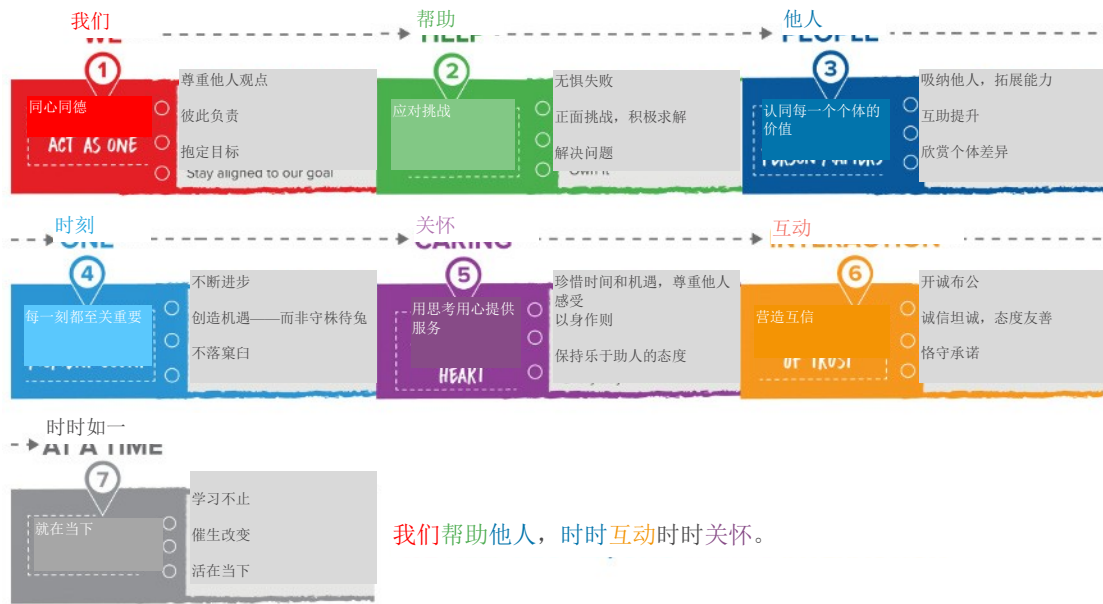 我们
帮助
他人
WE
HELP
PEOPLE
1
同心同德
ACT AS ONE
尊重他人观点
彼此负责
抱定目标
Stay aligned to our goal
2
应对挑战
无惧失败
正面挑战，积极求解
解决问题
Own it
3
认同每一个个体的
价值
吸纳他人，拓展能力
互助提升
欣赏个体差异
时刻
关怀
互动
ONE
CARING
INTERACTION
4
每一刻都至关重要
不断进步
创造机遇——而非守株待兔
不落窠臼
5
用思考用心提供
服务
HEART
珍惜时间和机遇，尊重他人
感受
以身作则
保持乐于助人的态度
6
营造互信
OF TRUST
开诚布公
诚信坦诚，态度友善
恪守承诺
时时如一
AT A TIME
7
就在当下
学习不止
催生改变
活在当下
我们帮助他人，时时互动时时关怀。